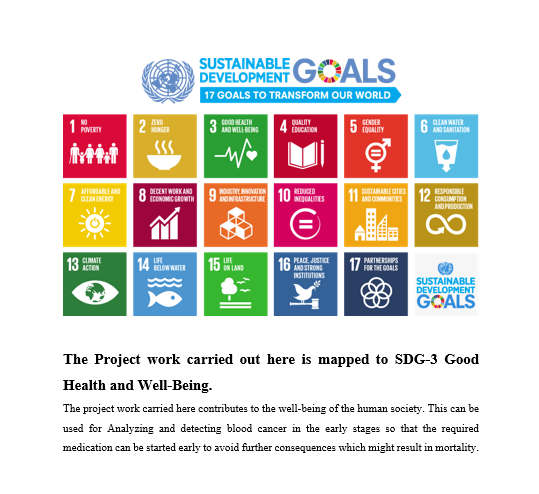 SUSTAINABLE
DEVELOPMENT
GOALS
17 GOALS TO TRANSFORM OUR WORLD
1 NO
POVERTY
2 ZERO
HUNGER
3 GOOD HEALTH
AND WELL-BEING
4 QUALITY
EDUCATION
5 GENDER
EQUALITY
6 CLEAN WATER
AND SANITATION
7 AFFORDABLE AND
CLEAN ENERGY
8 DECENT WORK AND
ECONOMIC GROWTH
9 INDUSTRY, INNOVATION
AND INFRASTRUCTURE
10 REDUCED
INEQUALITIES
11 SUSTAINABLE CITIES
AND COMMUNITIES
12 RESPONSIBLE
CONSUMPTION
AND PRODUCTION
13 CLIMATE
ACTION
14 LIFE
BELOW WATER
15 LIFE
ON LAND
16 PEACE, JUSTICE
AND STRONG
INSTITUTIONS
17 PARTNERSHIPS
FOR THE GOALS
SUSTAINABLE
DEVELOPMENT
GOALS
The Project work carried out here is mapped to SDG-3 Good
Health and Well-Being.
The project work carried here contributes to the well-being of the human society. This can be
used for Analyzing and detecting blood cancer in the early stages so that the required
medication can be started early to avoid further consequences which might result in mortality.